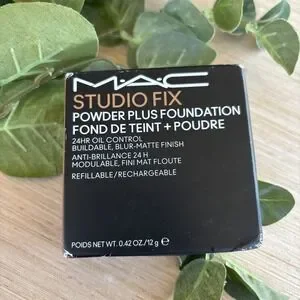 M·A·C
STUDIO FIX
POWDER PLUS FOUNDATION
FOND DE TEINT + POUDRE
24HR OIL CONTROL
BUILDABLE, BLUR-MATTE FINISH
ANTI-BRILLANCE 24 H
MODULABLE, FINI MAT FLOUTE
REFILLABLE/RECHARGEABLE
POIDS NET WT. 0.42 OZ./12 g ℮